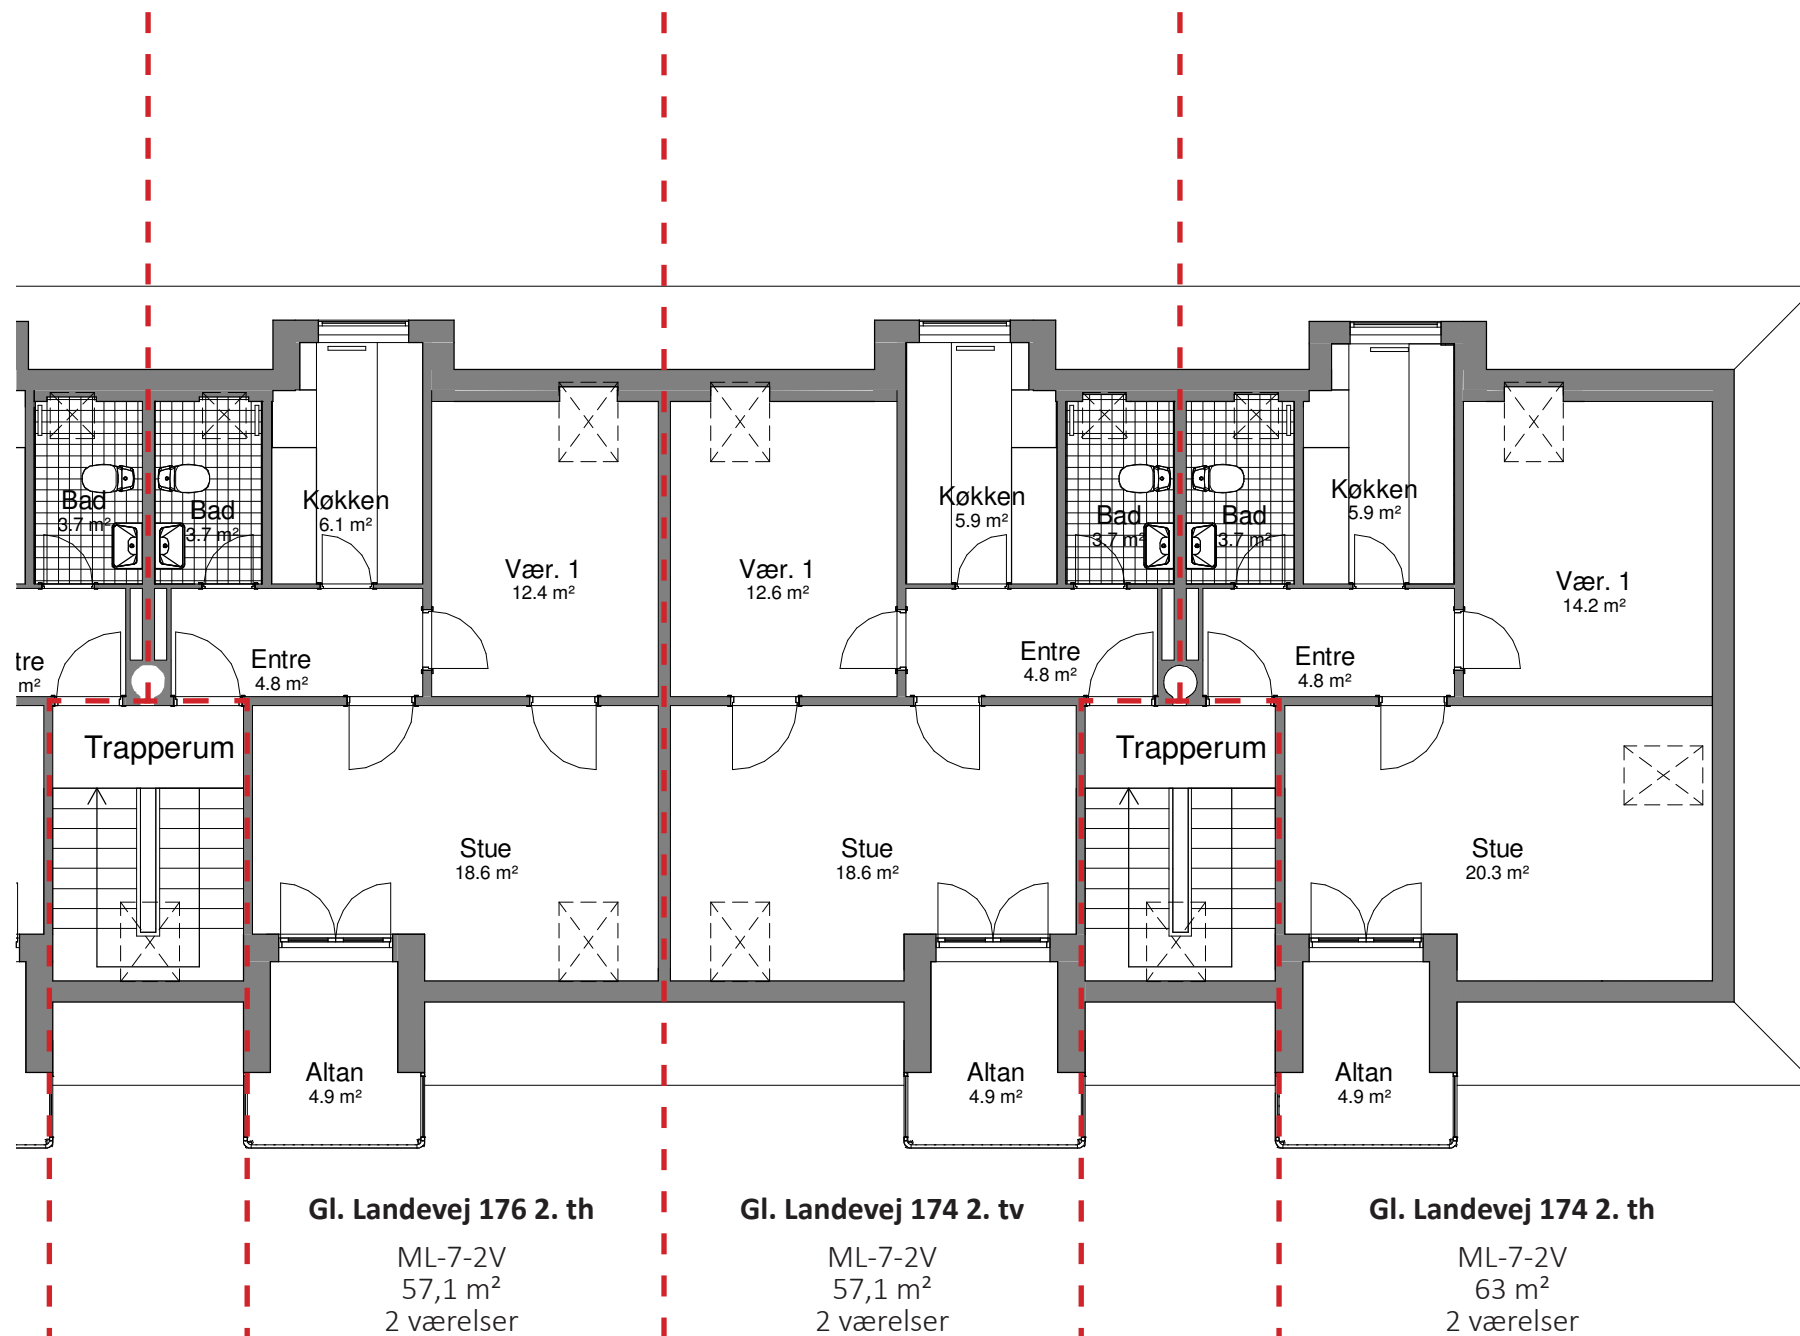 Bad
3.7 m²
Bad
3.7 m²
Køkken
6.1 m²
Vær. 1
12.4 m²
Vær. 1
12.6 m²
Køkken
5.9 m²
Bad
3.7 m²
Bad
3.7 m²
Køkken
5.9 m²
Vær. 1
14.2 m²
tre
m²
Entre
4.8 m²
Entre
4.8 m²
Entre
4.8 m²
Trapperum
Trapperum
Stue
18.6 m²
Stue
18.6 m²
Stue
20.3 m²
Altan
4.9 m²
Altan
4.9 m²
Altan
4.9 m²
Gl. Landevej 176 2. th
ML-7-2V
57,1 m²
2 værelser
Gl. Landevej 174 2. tv
ML-7-2V
57,1 m²
2 værelser
Gl. Landevej 174 2. th
ML-7-2V
63 m²
2 værelser